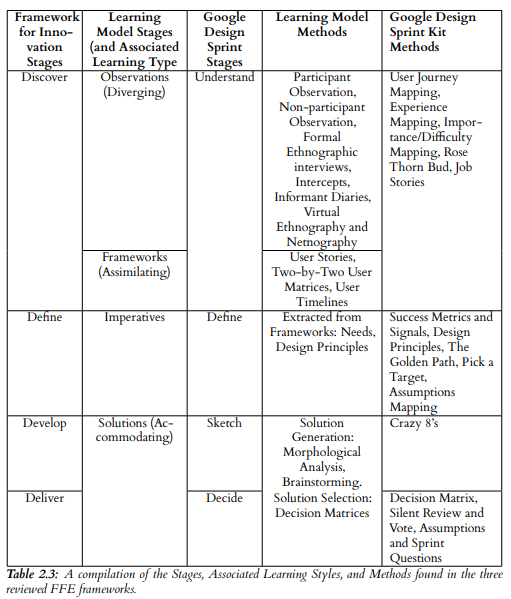 Framework for Inno-vation Stages
Learning Model Stages (and Associated Learning Type
Google Design Sprint Stages
Learning Model Methods
Google Design Sprint Kit Methods
Discover
Observations
(Diverging)
Understand
Participant
Observation,
Non-participant
Observation,
Formal
Ethnographic
interviews,
Intercepts,
Informant Diaries,
Virtual
Ethnography and
Netnography
User Journey
Mapping,
Experience
Mapping, Impor-
tance/Difficulty
Mapping, Rose
Thorn Bud, Job
Stories
Frameworks
(Assimilating)
User Stories,
Two-by-Two User
Matrices, User
Timelines
Define
Imperatives
Define
Extracted from
Frameworks: Needs,
Design Principles
Success Metrics and
Signals, Design
Principles, The
Golden Path, Pick a
Target,
Assumptions
Mapping
Develop
Solutions (Ac-
commodating)
Sketch
Solution
Generation:
Morphological
Analysis,
Brainstorming.
Crazy 8's
Deliver
Decide
Solution Selection:
Decision Matrices
Decision Matrix,
Silent Review and
Vote, Assumptions
and Sprint
Questions
Table 2.3: A compilation of the Stages, Associated Learning Styles, and Methods found in the three
reviewed FFE frameworks.